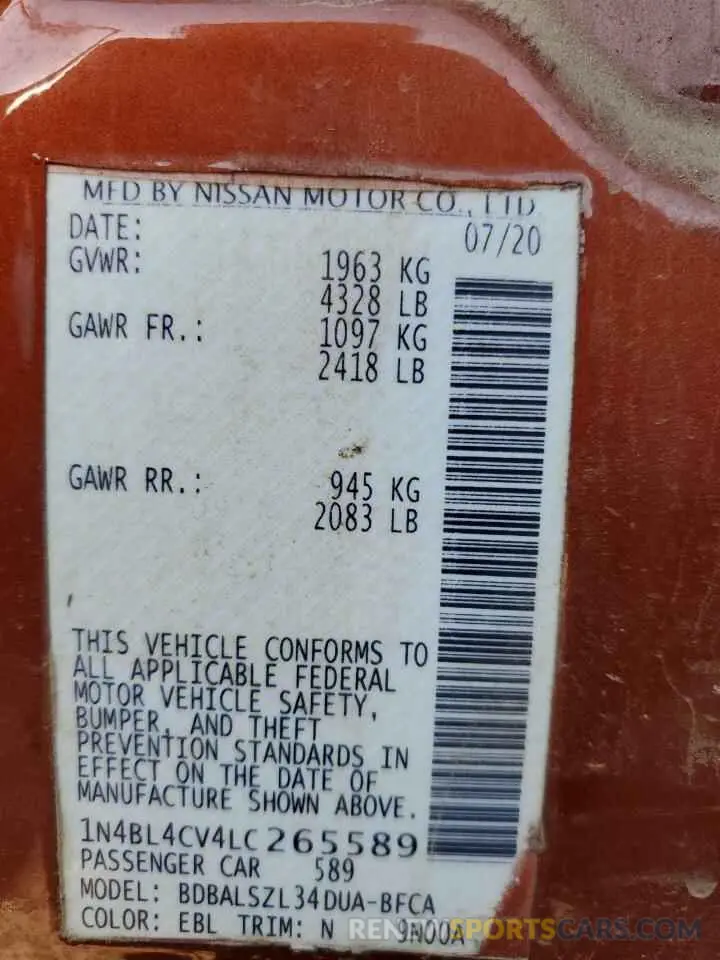 MFD BY NISSAN MOTOR CO., LTD
DATE: 07/20
GVWR: 1963 KG
4328 LB
GAWR FR.: 1097 KG
2418 LB
GAWR RR.: 945 KG
2083 LB
THIS VEHICLE CONFORMS TO
ALL APPLICABLE FEDERAL
MOTOR VEHICLE SAFETY,
BUMPER, AND THEFT
PREVENTION STANDARDS IN
EFFECT ON THE DATE OF
MANUFACTURE SHOWN ABOVE.
1N4BL4CV4LC265589
PASSENGER CAR 589
MODEL: BDBALSZL34DUA-BFCA
COLOR: EBL TRIM: N 9N00A
RENTSPORTSCARS.COM